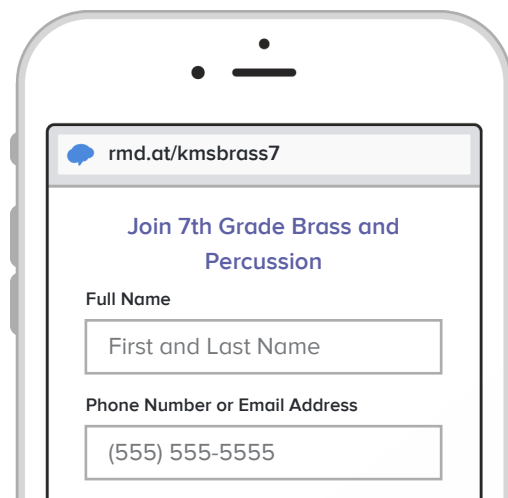 rmd.at/kmsbrass7
Join 7th Grade Brass and
Percussion
Full Name
First and Last Name
Phone Number or Email Address
(555) 555-5555